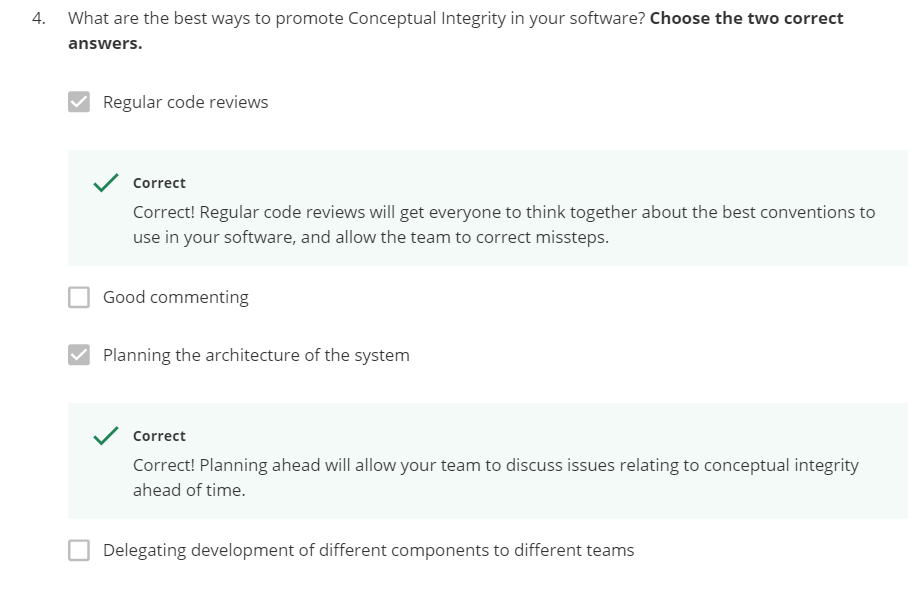 4. What are the best ways to promote Conceptual Integrity in your software? Choose the two correct
answers.
Regular code reviews
Correct
Correct! Regular code reviews will get everyone to think together about the best conventions to
use in your software, and allow the team to correct missteps.
Good commenting
Planning the architecture of the system
Correct
Correct! Planning ahead will allow your team to discuss issues relating to conceptual integrity
ahead of time.
Delegating development of different components to different teams